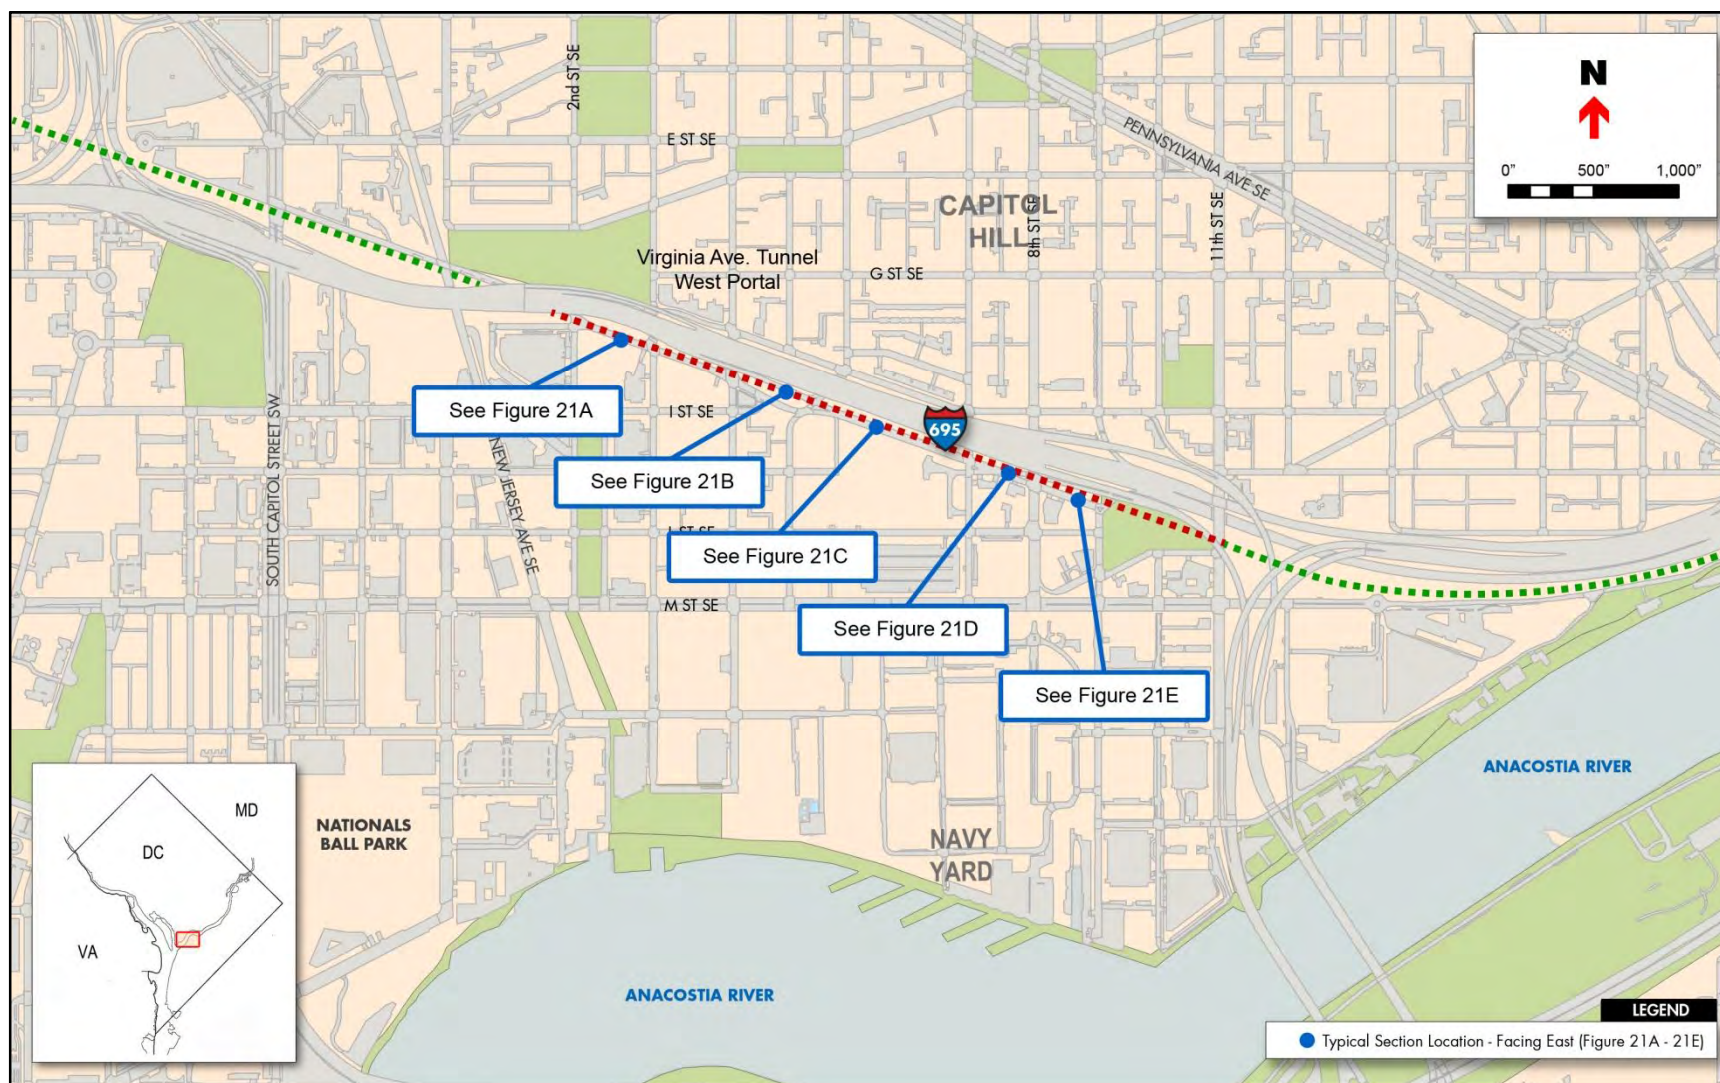 2nd ST SE
N
E ST SE
PENNSYLVANIA AVE SE
0" 500" 1,000"
CAPITOL
HILL
8th ST SE
11th ST SE
Virginia Ave. Tunnel
West Portal
G ST SE
See Figure 21A
I ST SE
695
SOUTH CAPITOL STREET SW
NEW JERSEY AVE SE
See Figure 21B
See Figure 21C
M ST SE
See Figure 21D
See Figure 21E
ANACOSTIA RIVER
MD
DC
VA
NATIONALS
BALL PARK
NAVY
YARD
ANACOSTIA RIVER
LEGEND
Typical Section Location - Facing East (Figure 21A - 21E)